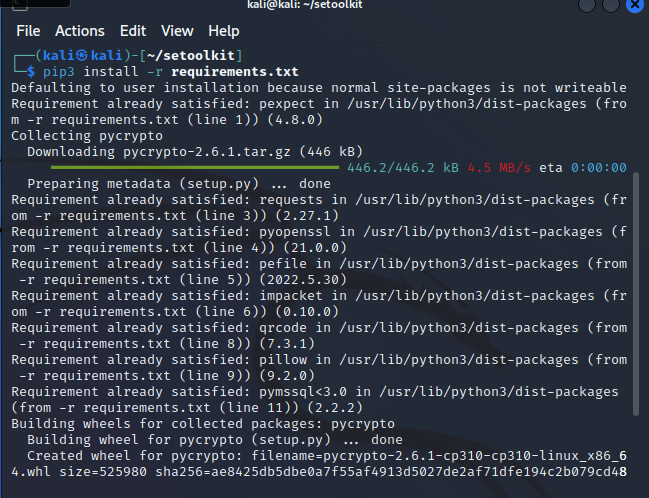 kali@kali: ~/setoolkit
File Actions Edit View Help
(kali㉿kali)-[~/setoolkit]
$ pip3 install -r requirements.txt
Defaulting to user installation because normal site-packages is not writeable
Requirement already satisfied: pexpect in /usr/lib/python3/dist-packages (fro
m -r requirements.txt (line 1)) (4.8.0)
Collecting pycrypto
  Downloading pycrypto-2.6.1.tar.gz (446 kB)
446.2/446.2 kB 4.5 MB/s eta 0:00:00
  Preparing metadata (setup.py) ... done
Requirement already satisfied: requests in /usr/lib/python3/dist-packages (fr
om -r requirements.txt (line 3)) (2.27.1)
Requirement already satisfied: pyopenssl in /usr/lib/python3/dist-packages (f
rom -r requirements.txt (line 4)) (21.0.0)
Requirement already satisfied: pefile in /usr/lib/python3/dist-packages (from
 -r requirements.txt (line 5)) (2022.5.30)
Requirement already satisfied: impacket in /usr/lib/python3/dist-packages (fr
om -r requirements.txt (line 6)) (0.10.0)
Requirement already satisfied: qrcode in /usr/lib/python3/dist-packages (from
 -r requirements.txt (line 8)) (7.3.1)
Requirement already satisfied: pillow in /usr/lib/python3/dist-packages (from
 -r requirements.txt (line 9)) (9.2.0)
Requirement already satisfied: pymssql<3.0 in /usr/lib/python3/dist-packages
(from -r requirements.txt (line 11)) (2.2.2)
Building wheels for collected packages: pycrypto
  Building wheel for pycrypto (setup.py) ... done
  Created wheel for pycrypto: filename=pycrypto-2.6.1-cp310-cp310-linux_x86_6
4.whl size=525980 sha256=ae8425db5dbe0a7f55af4913d5027de2af71dfe194c2b079cd48